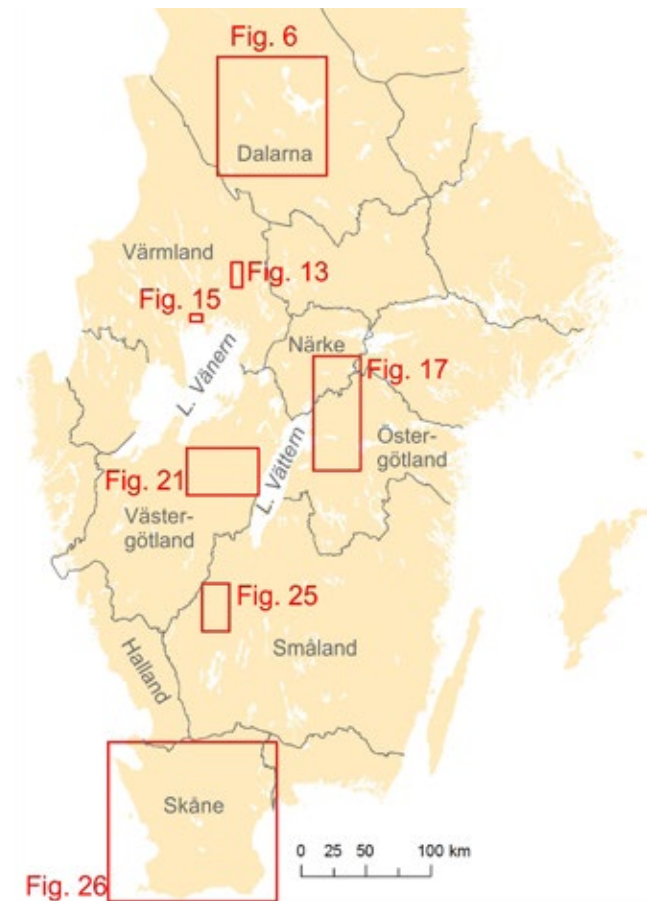 Fig. 6
Dalarna
Värmland
Fig. 13
Fig. 15
Närke
Fig. 17
L. Vänern
Öster-
götland
L. Vättern
Fig. 21
Väster-
götland
Fig. 25
Småland
Halland
Skåne
0 25 50 100 km
Fig. 26